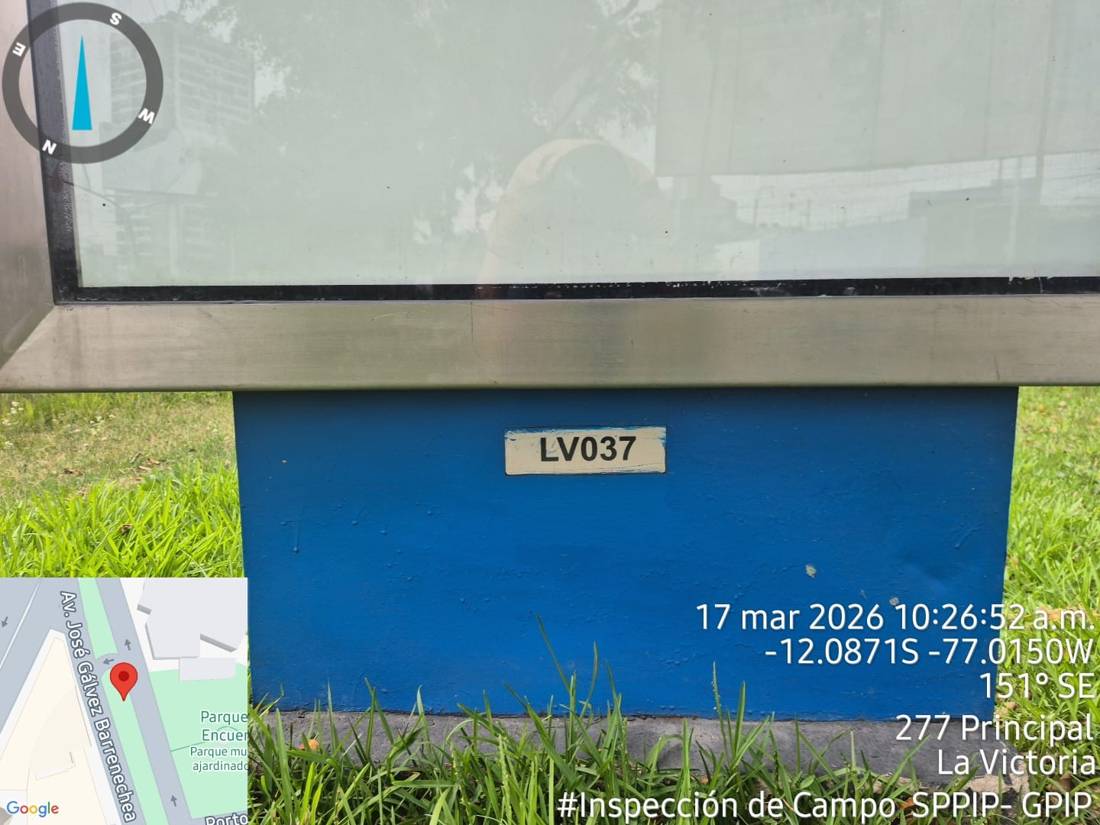 S
E
W
N
LV037
Av. José Gálvez Barrenechea
Parque
Encuen
Parque mu
ajardinado
Porto
Google
17 mar 2026 10:26:52 a.m.
-12.0871S -77.0150W
151° SE
277 Principal
La Victoria
#Inspección de Campo SPPIP- GPIP